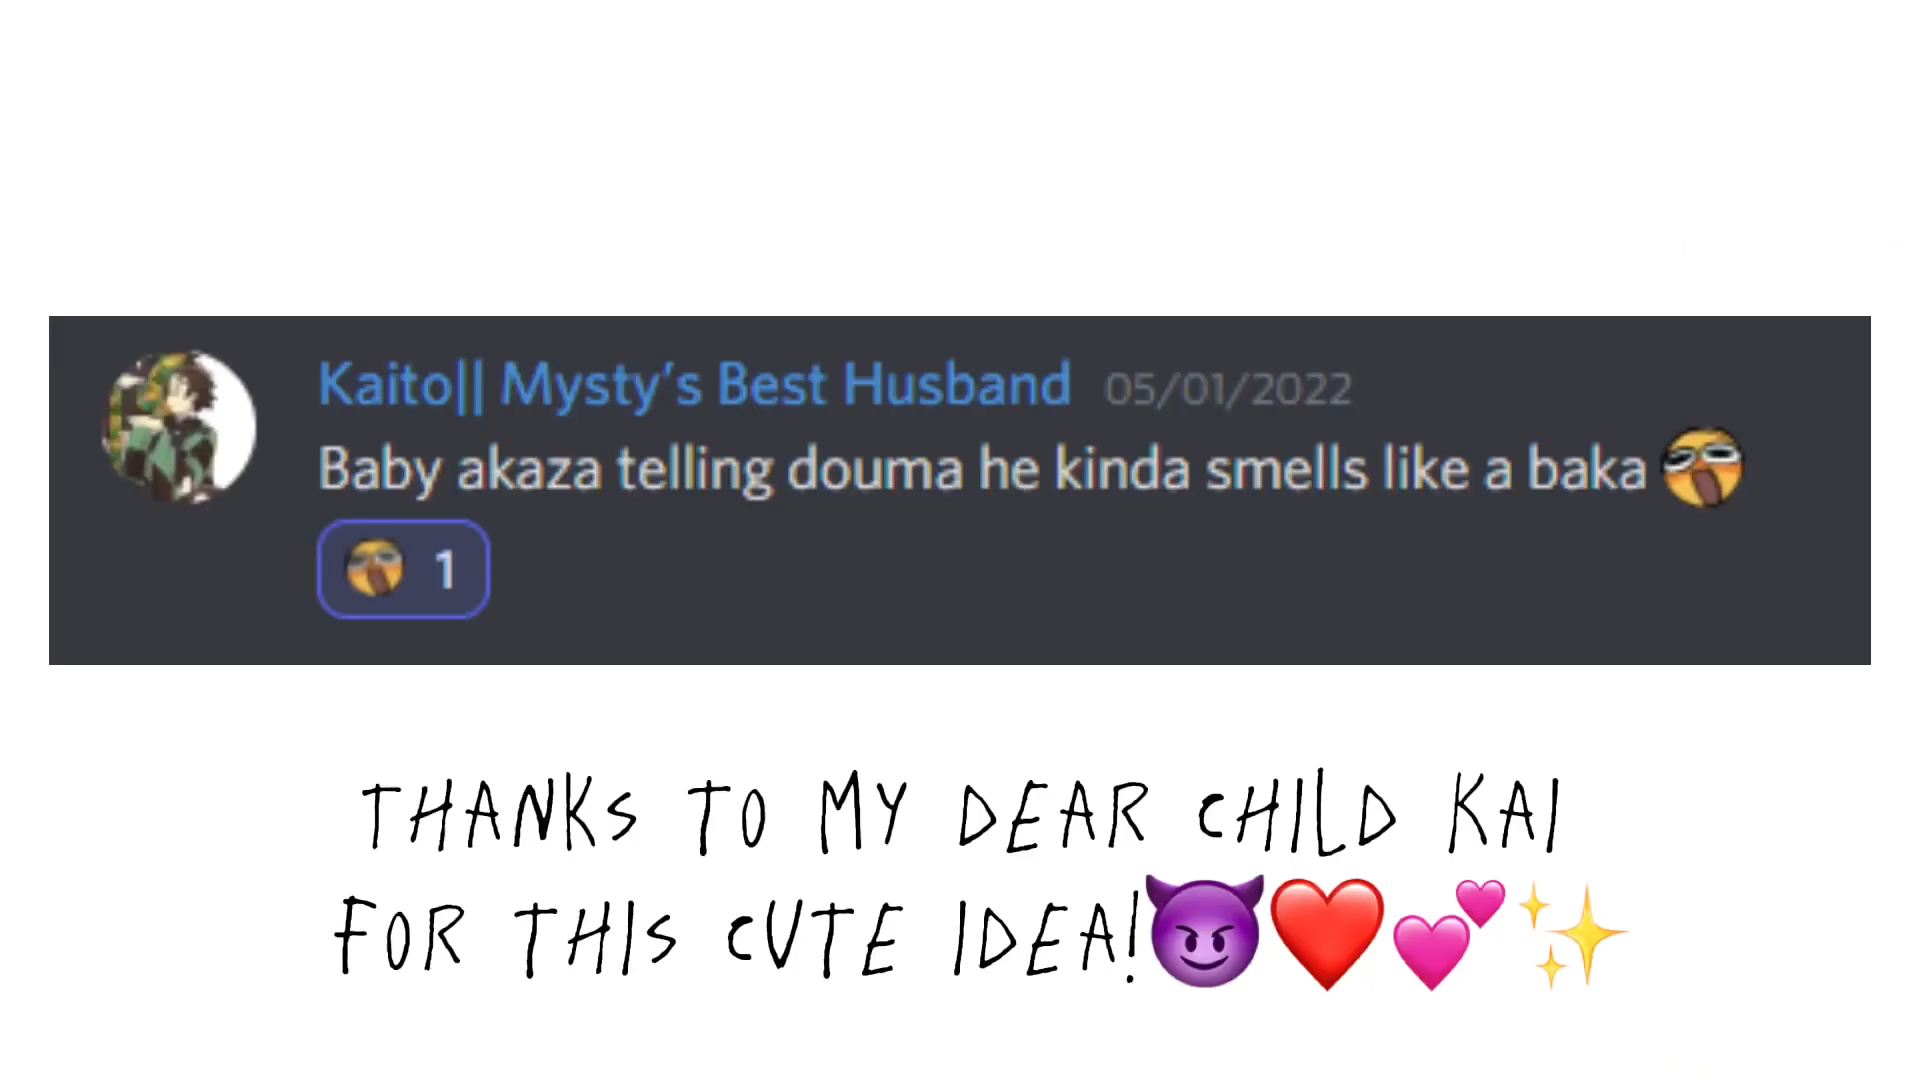 Kaito|| Mysty’s Best Husband 05/01/2022
Baby akaza telling douma he kinda smells like a baka
1
THANKS TO MY DEAR CHILD KAI
FOR THIS CUTE IDEA!😈❤️💕✨